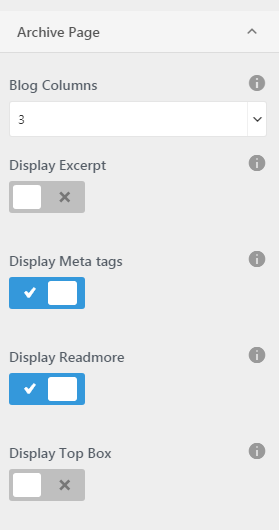 Archive Page
Blog Columns
3
Display Excerpt
Display Meta tags
Display Readmore
Display Top Box